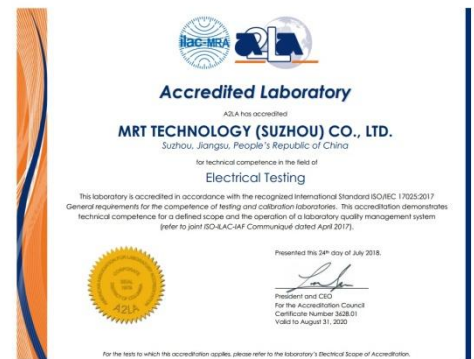 ilac-MRA
A2LA
Accredited Laboratory
A2LA has accredited
MRT TECHNOLOGY (SUZHOU) CO., LTD.
Suzhou, Jiangsu, People's Republic of China
for technical competence in the field of
Electrical Testing
This laboratory is accredited in accordance with the recognized International Standard ISO/IEC 17025:2017
General requirements for the competence of testing and calibration laboratories. This accreditation demonstrates
technical competence for a defined scope and the operation of a laboratory quality management system
(refer to joint ISO-ILAC-IAF Communiqué dated April 2017).
Presented this 24th day of July 2018.
President and CEO
For the Accreditation Council
Certificate Number 3628.01
Valid to August 31, 2020
CORPORATE
SEAL
1978
A2LA
For the tests to which this accreditation applies, please refer to the laboratory's Electrical Scope of Accreditation.